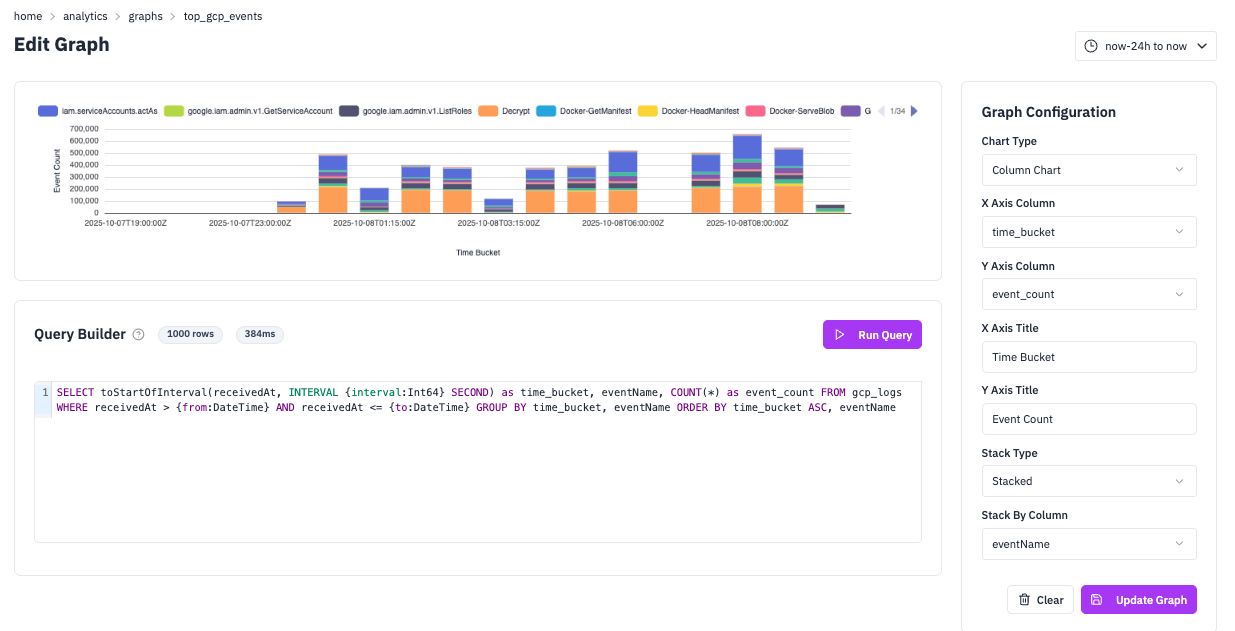 home > analytics > graphs > top_gcp_events
Edit Graph
now-24h to now
iam.serviceAccounts.actAs google.iam.admin.v1.GetServiceAccount google.iam.admin.v1.ListRoles Decrypt Docker-GetManifest Docker-HeadManifest Docker-ServeBlob G 1/34
700,000
600,000
500,000
400,000
300,000
200,000
100,000
0
Event Count
2025-10-07T19:00:00Z 2025-10-07T23:00:00Z 2025-10-08T01:15:00Z 2025-10-08T03:15:00Z 2025-10-08T06:00:00Z 2025-10-08T08:00:00Z
Time Bucket
Query Builder ? 1000 rows 384ms
Run Query
1 SELECT toStartOfInterval(receivedAt, INTERVAL {interval:Int64} SECOND) as time_bucket, eventName, COUNT(*) as event_count FROM gcp_logs
WHERE receivedAt > {from:DateTime} AND receivedAt <= {to:DateTime} GROUP BY time_bucket, eventName ORDER BY time_bucket ASC, eventName
Graph Configuration
Chart Type
Column Chart
X Axis Column
time_bucket
Y Axis Column
event_count
X Axis Title
Time Bucket
Y Axis Title
Event Count
Stack Type
Stacked
Stack By Column
eventName
Clear Update Graph